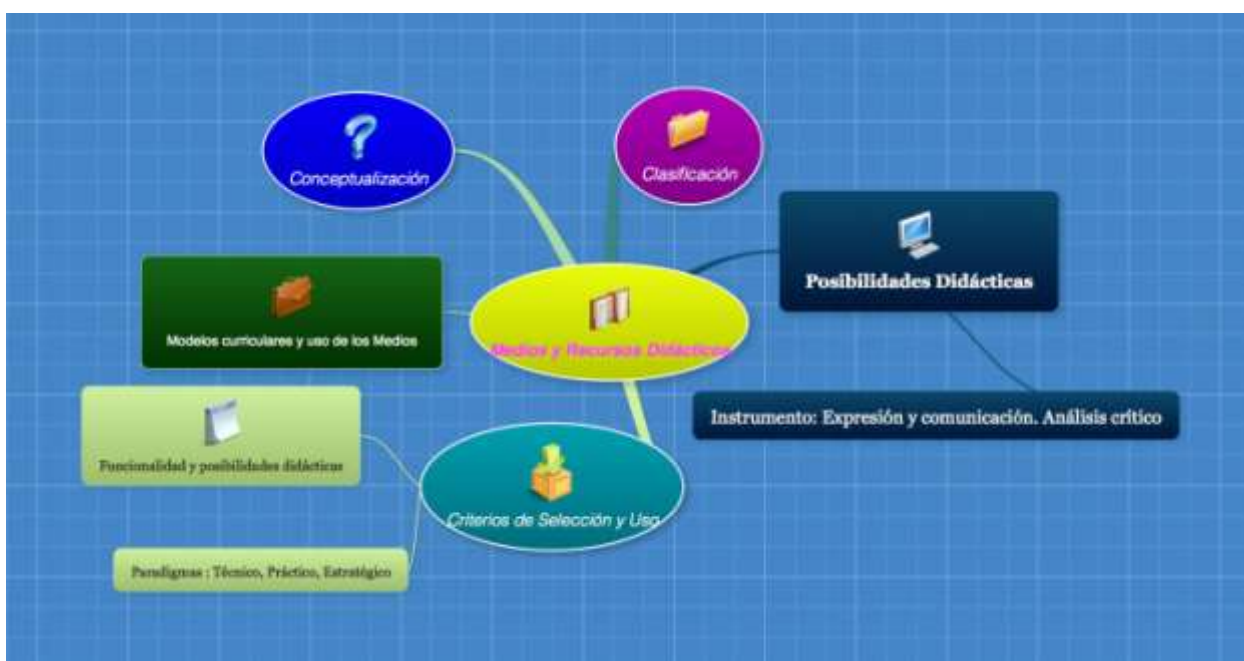 Conceptualización
Clasificación
Posibilidades Didácticas
Modelos curriculares y uso de los Medios
Medios y Recursos Didácticos
Instrumento: Expresión y comunicación. Análisis crítico
Funcionalidad y posibilidades didácticas
Criterios de Selección y Uso
Paradigmas : Técnico, Práctico, Estratégico